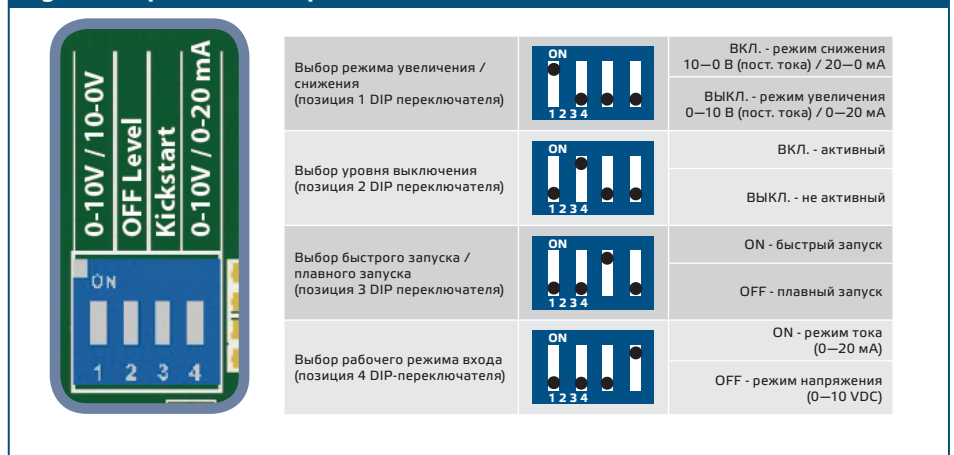 0-10V / 10-0V
OFF Level
Kickstart
0-10V / 0-20 mA
ON
1 2 3 4
Выбор режима увеличения /
снижения
(позиция 1 DIP переключателя)
ON
1 2 3 4
ВКЛ. - режим снижения
10—0 В (пост. тока) / 20—0 мА
ВЫКЛ. - режим увеличения
0—10 В (пост. тока) / 0—20 мА
Выбор уровня выключения
(позиция 2 DIP переключателя)
ON
1 2 3 4
ВКЛ. - активный
ВЫКЛ. - не активный
Выбор быстрого запуска /
плавного запуска
(позиция 3 DIP переключателя)
ON
1 2 3 4
ON - быстрый запуск
OFF - плавный запуск
Выбор рабочего режима входа
(позиция 4 DIP-переключателя)
ON
1 2 3 4
ON - режим тока
(0—20 мА)
OFF - режим напряжения
(0—10 VDC)